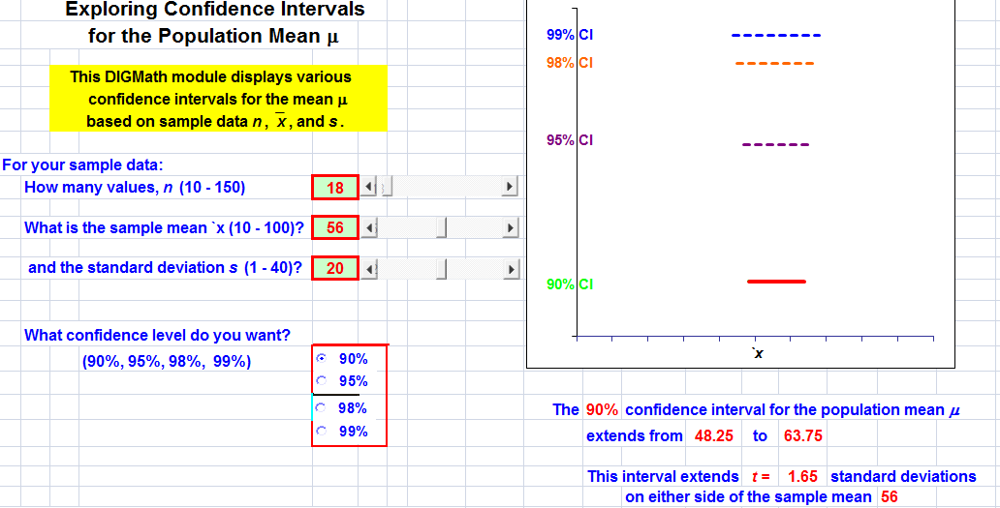 Exploring Confidence Intervals
for the Population Mean μ
This DIGMath module displays various
confidence intervals for the mean μ
based on sample data n, x̅, and s.
For your sample data:
How many values, n (10 - 150)
18
What is the sample mean `x (10 - 100)?
56
and the standard deviation s (1 - 40)?
20
What confidence level do you want?
(90%, 95%, 98%, 99%)
90%
95%
98%
99%
99% CI
98% CI
95% CI
90% CI
`x
The 90% confidence interval for the population mean μ
extends from 48.25 to 63.75
This interval extends t = 1.65 standard deviations
on either side of the sample mean 56